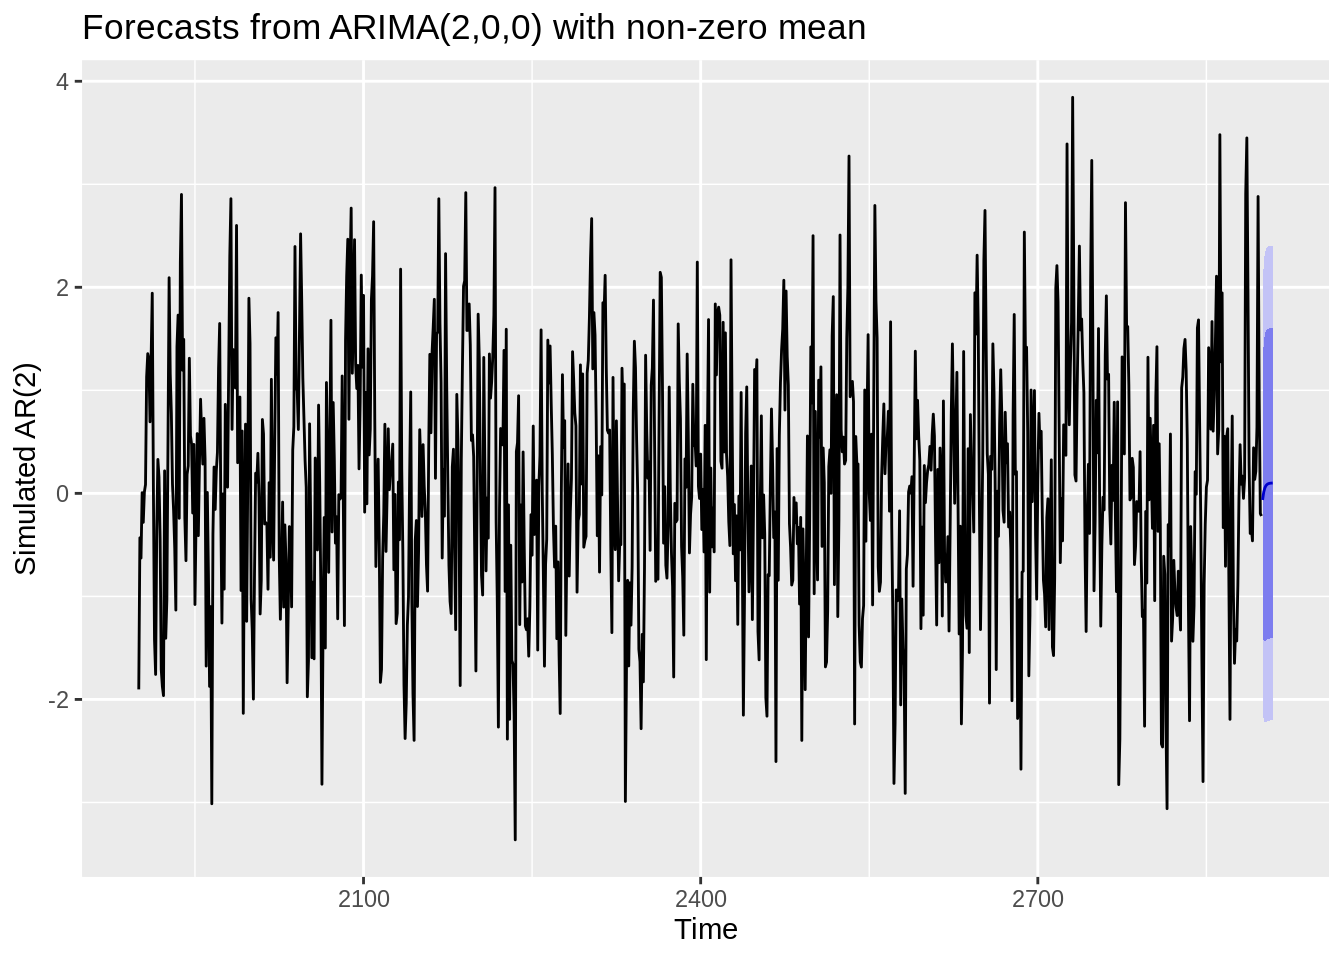 Forecasts from ARIMA(2,0,0) with non-zero mean
4
2
0
-2
Simulated AR(2)
2100
2400
2700
Time